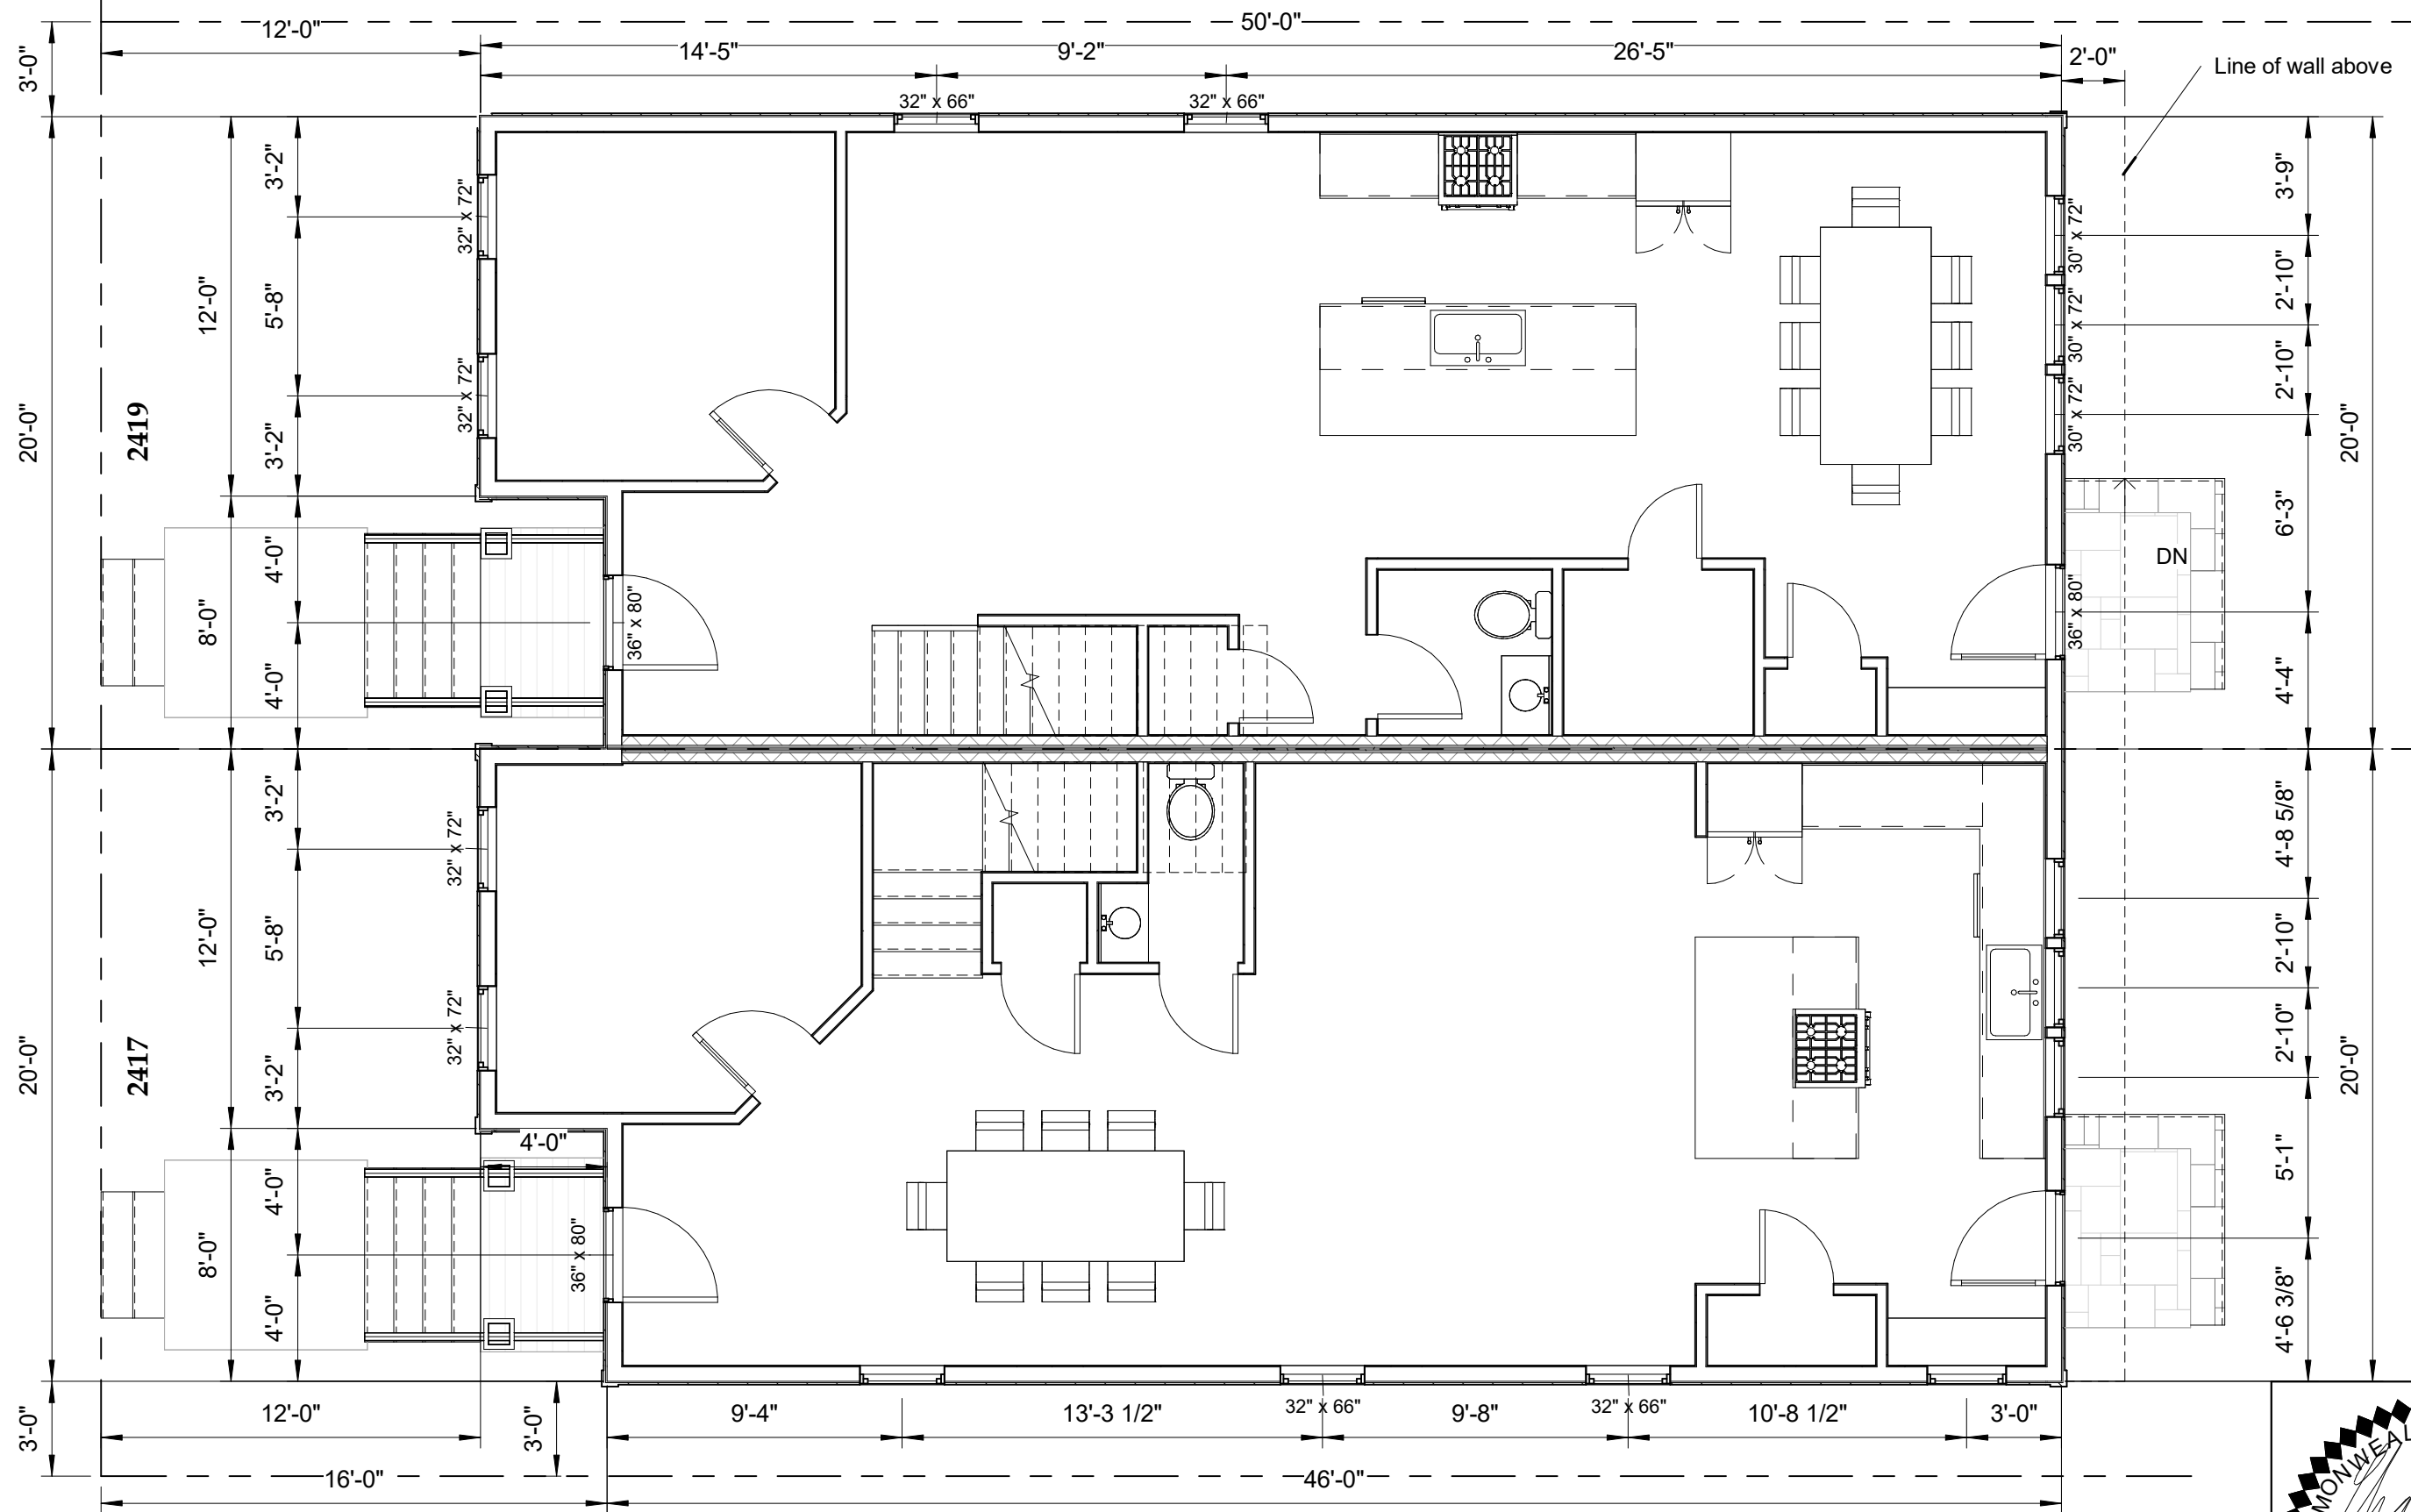 12'-0"
50'-0"
14'-5"
9'-2"
26'-5"
2'-0"
Line of wall above
3'-0"
32" x 66"
32" x 66"
20'-0"
2419
12'-0"
8'-0"
3'-2"
5'-8"
3'-2"
4'-0"
4'-0"
32" x 72"
32" x 72"
36" x 80"
30" x 72"
30" x 72"
30" x 72"
36" x 80"
DN
3'-9"
2'-10"
2'-10"
6'-3"
4'-4"
20'-0"
20'-0"
2417
12'-0"
8'-0"
3'-2"
5'-8"
3'-2"
4'-0"
4'-0"
32" x 72"
32" x 72"
4'-0"
36" x 80"
4'-8 5/8"
2'-10"
2'-10"
5'-1"
4'-6 3/8"
20'-0"
3'-0"
12'-0"
3'-0"
9'-4"
13'-3 1/2"
32" x 66"
9'-8"
32" x 66"
10'-8 1/2"
3'-0"
16'-0"
46'-0"
MONWEAL